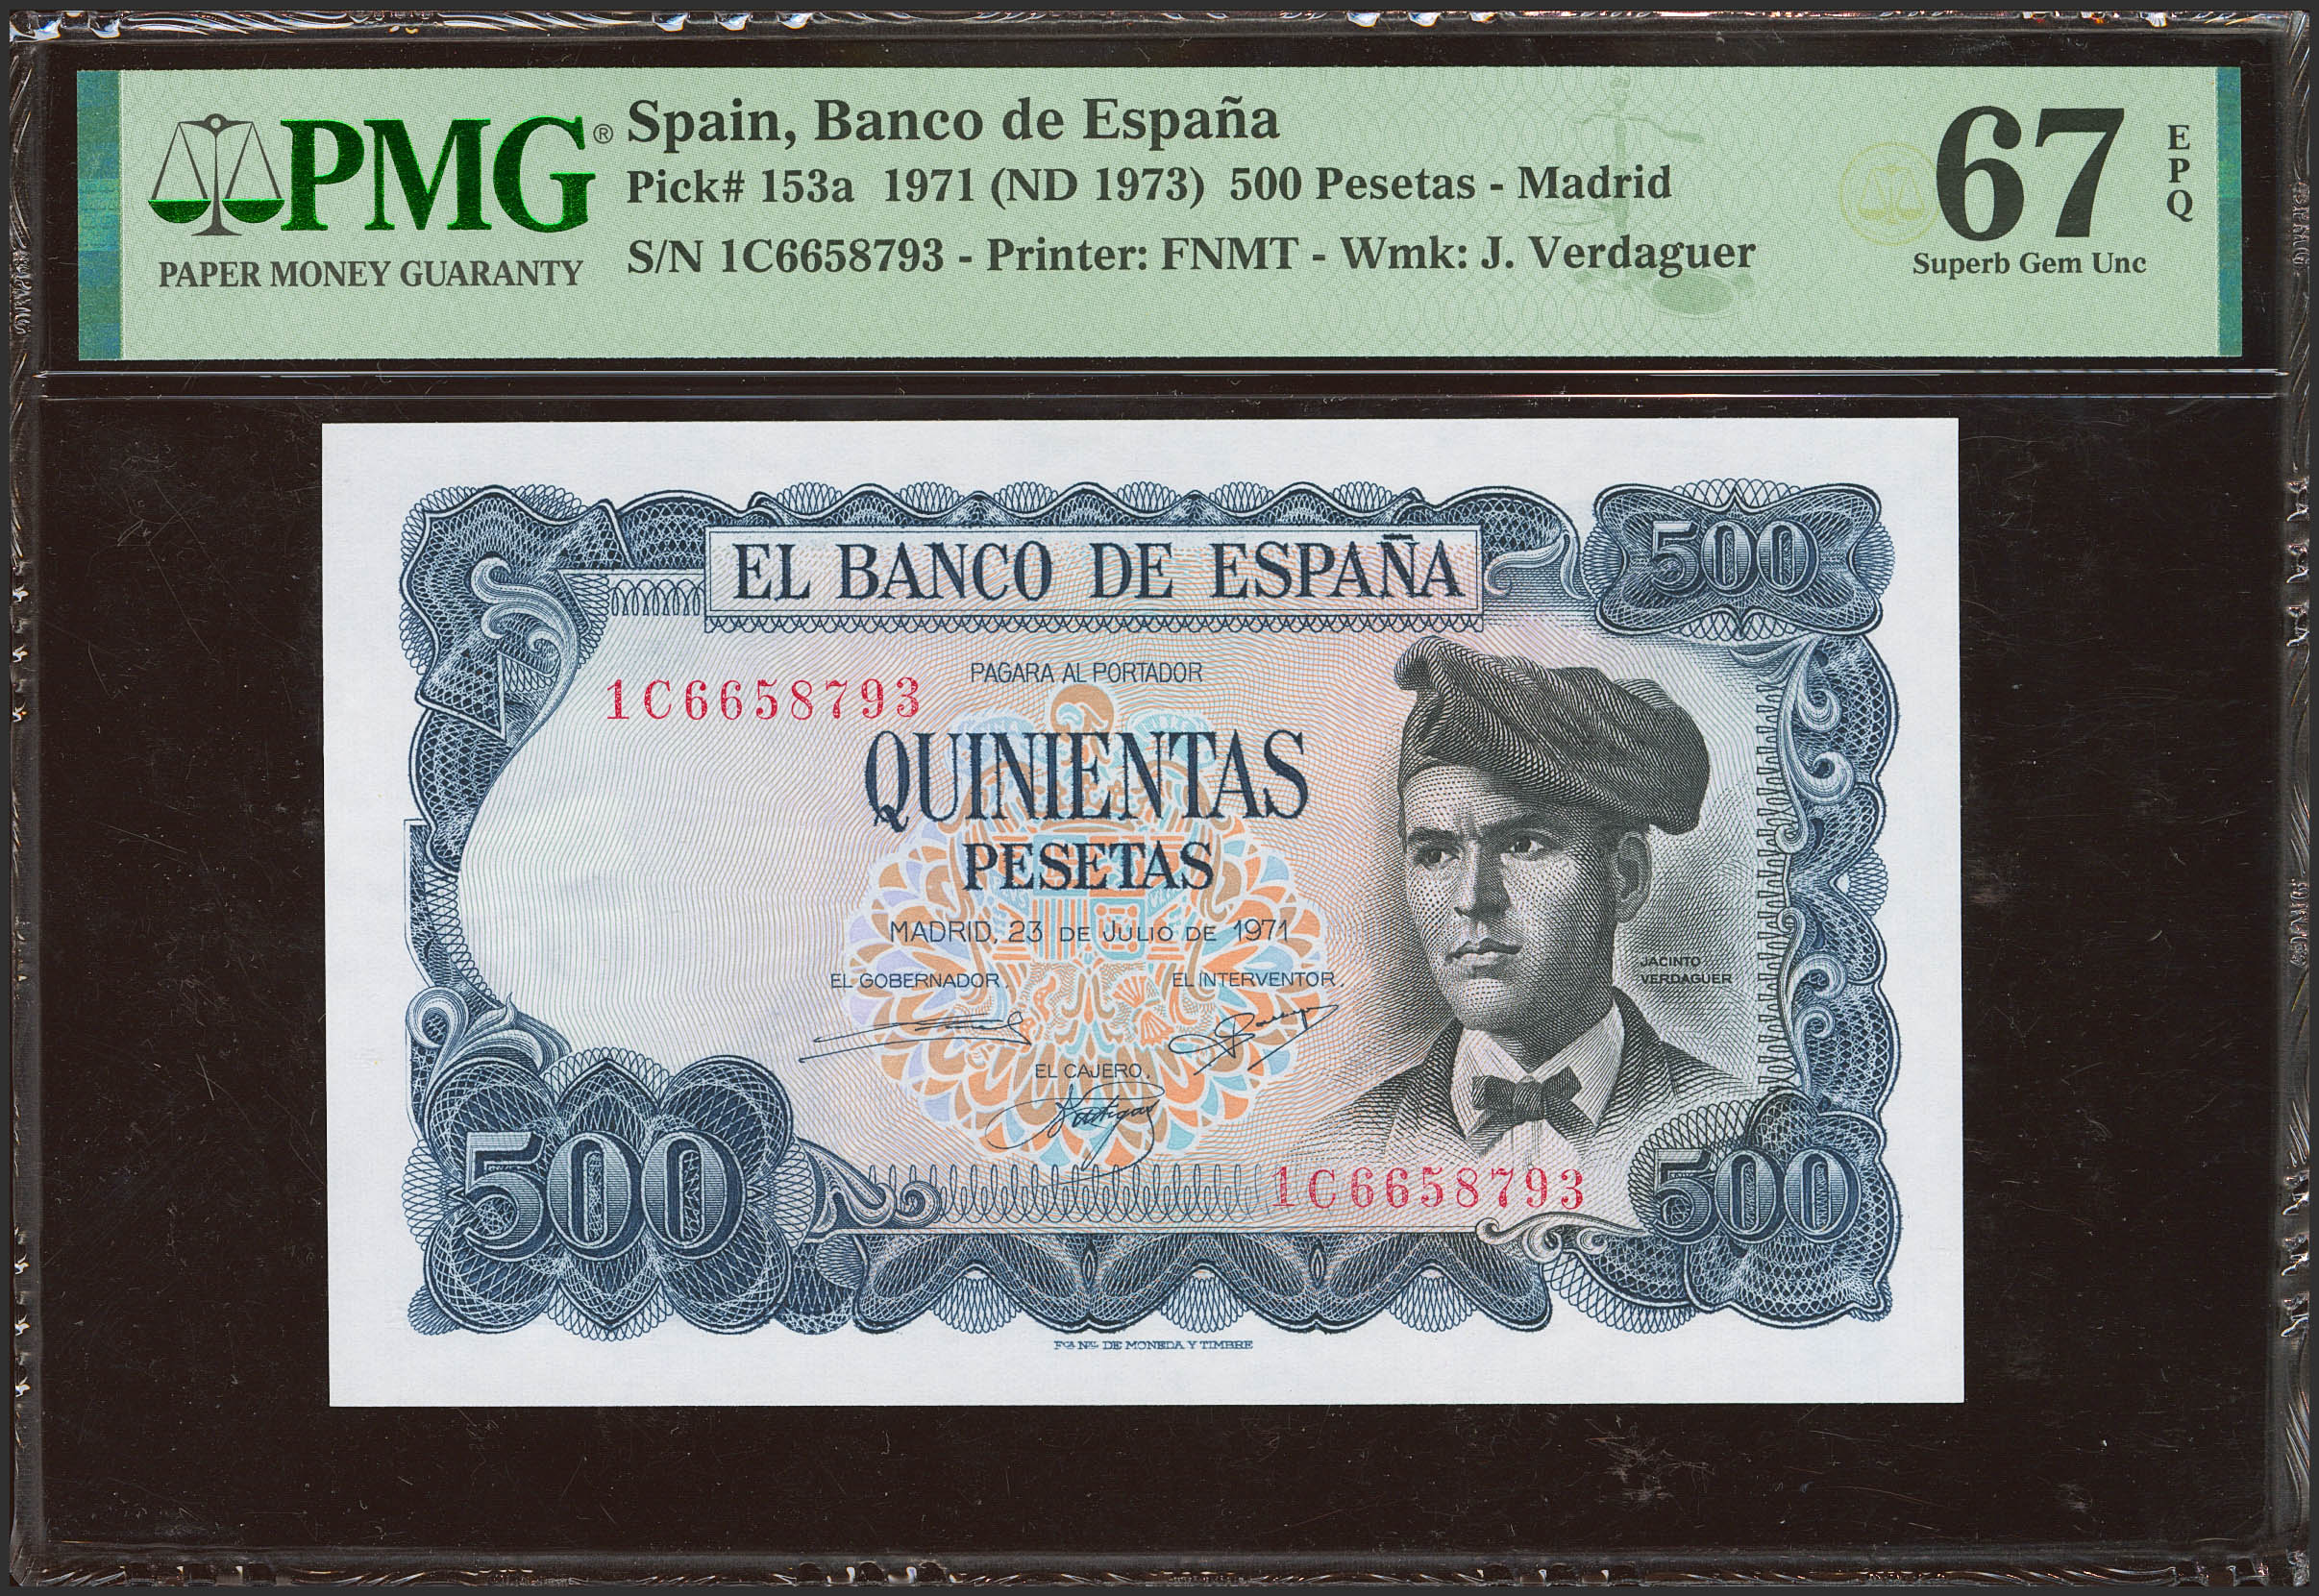 PMG®
PAPER MONEY GUARANTY
Spain, Banco de España
Pick# 153a 1971 (ND 1973) 500 Pesetas - Madrid
S/N 1C6658793 - Printer: FNMT - Wmk: J. Verdaguer
67
EPQ
Superb Gem Unc
500
EL BANCO DE ESPAÑA
PAGARA AL PORTADOR
1C6658793
QUINIENTAS
PESETAS
MADRID, 23 DE JULIO DE 1971
JACINTO
VERDAGUER
EL GOBERNADOR,
EL INTERVENTOR,
EL CAJERO,
500
1C6658793
500
Fca Nal DE MONEDA Y TIMBRE